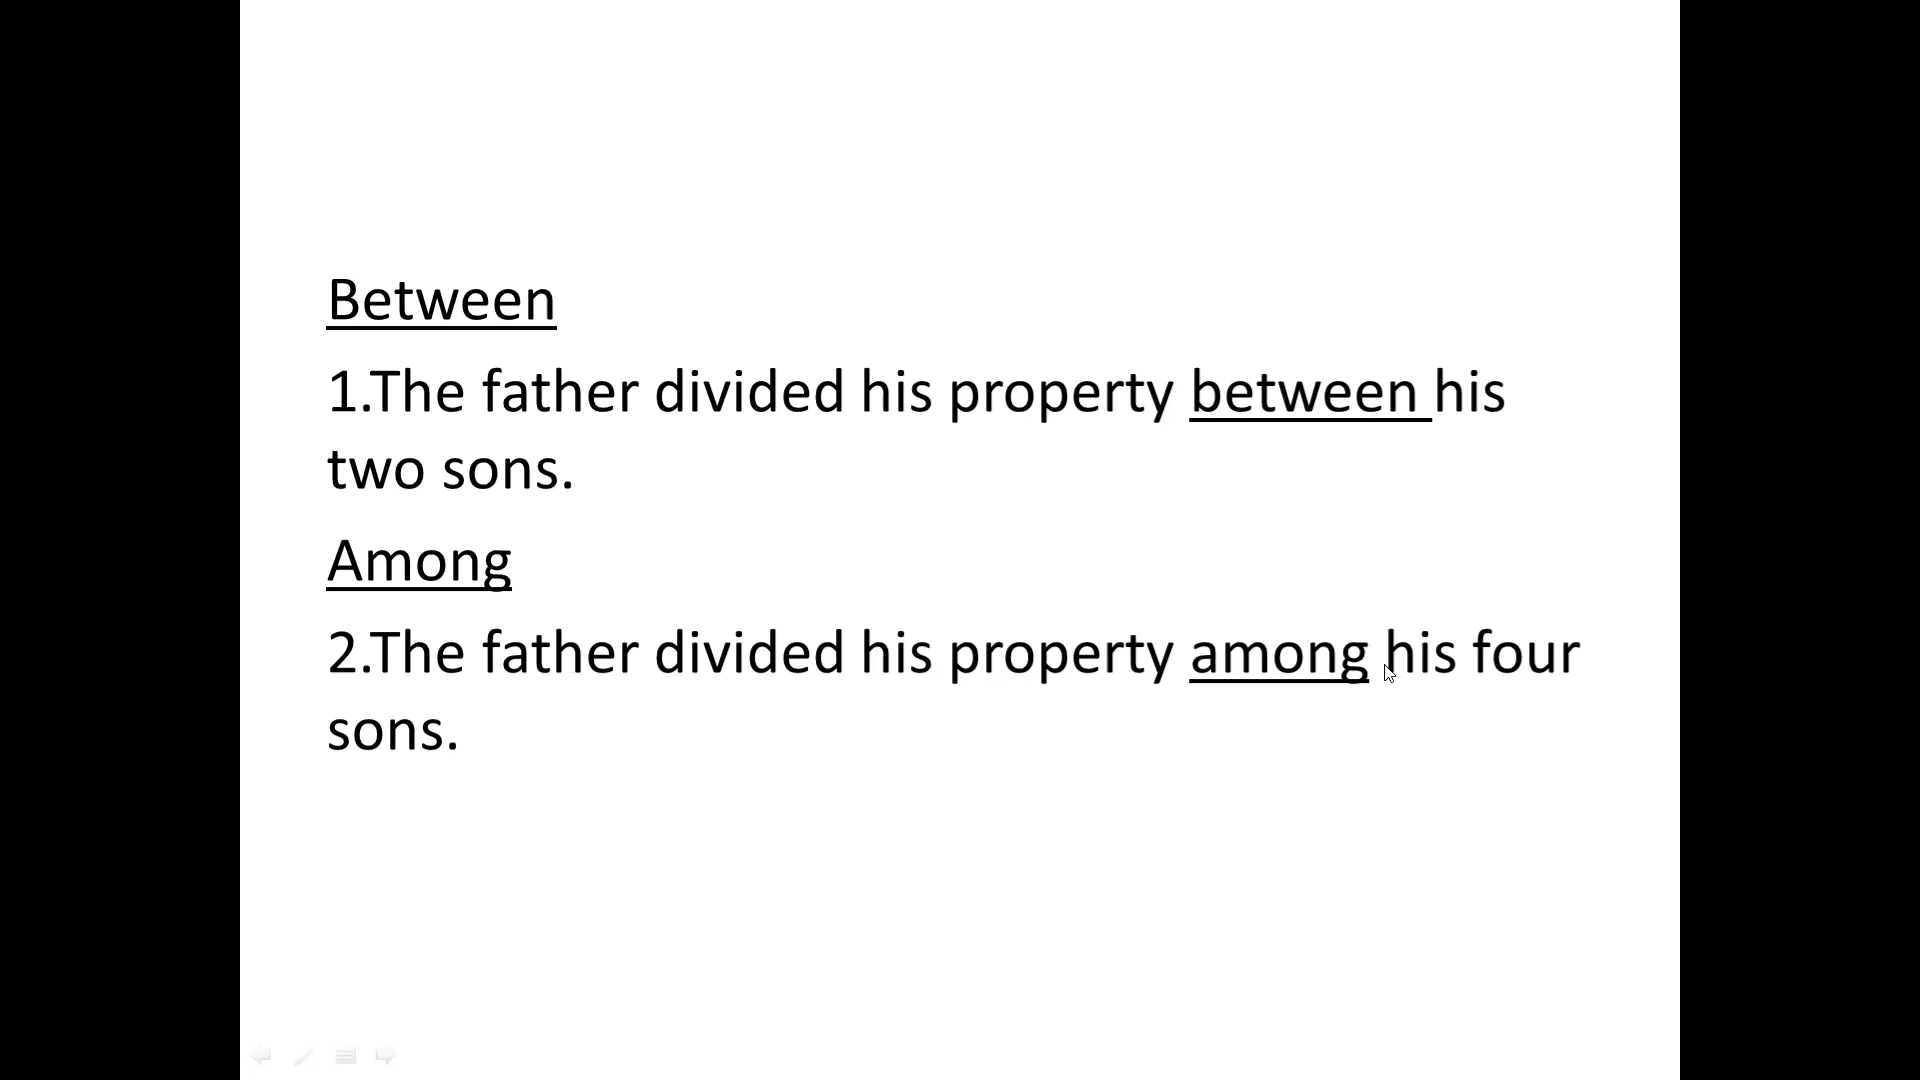 Between
1.The father divided his property between his
two sons.
Among
2.The father divided his property among his four
sons.